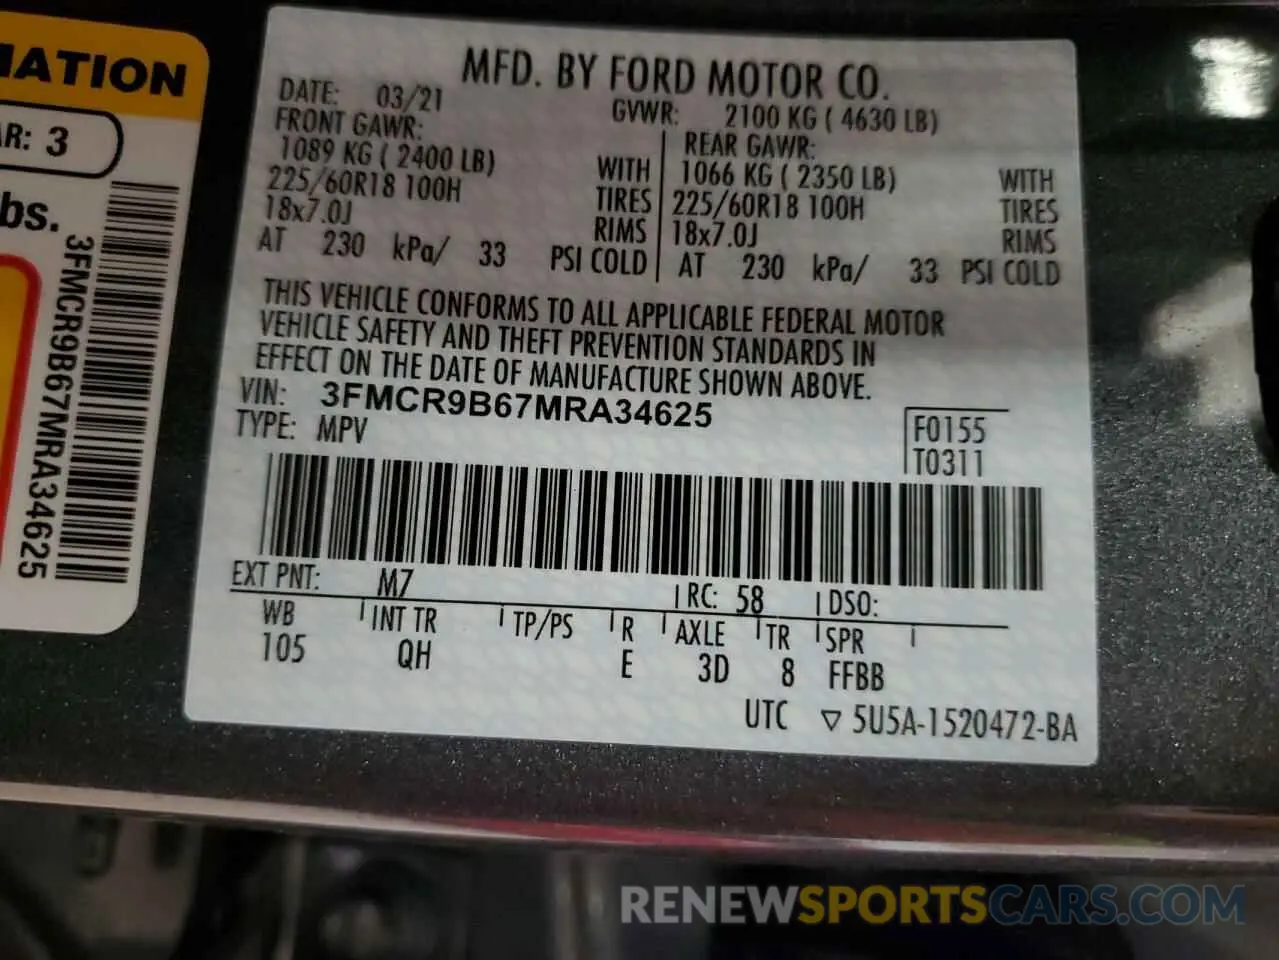 MATION
AR: 3
bs.
3FMCR9B67MRA34625
MFD. BY FORD MOTOR CO.
DATE: 03/21 GVWR: 2100 KG ( 4630 LB)
FRONT GAWR: REAR GAWR:
1089 KG ( 2400 LB) WITH 1066 KG ( 2350 LB) WITH
225/60R18 100H TIRES 225/60R18 100H TIRES
18x7.0J RIMS 18x7.0J RIMS
AT 230 kPa/ 33 PSI COLD AT 230 kPa/ 33 PSI COLD
THIS VEHICLE CONFORMS TO ALL APPLICABLE FEDERAL MOTOR
VEHICLE SAFETY AND THEFT PREVENTION STANDARDS IN
EFFECT ON THE DATE OF MANUFACTURE SHOWN ABOVE.
VIN: 3FMCR9B67MRA34625
TYPE: MPV
F0155
T0311
EXT PNT: M7 RC: 58 DSO:
WB INT TR TP/PS R AXLE TR SPR
105 QH E 3D 8 FFBB
UTC ▽ 5U5A-1520472-BA
RENEWSPORTSCARS.COM